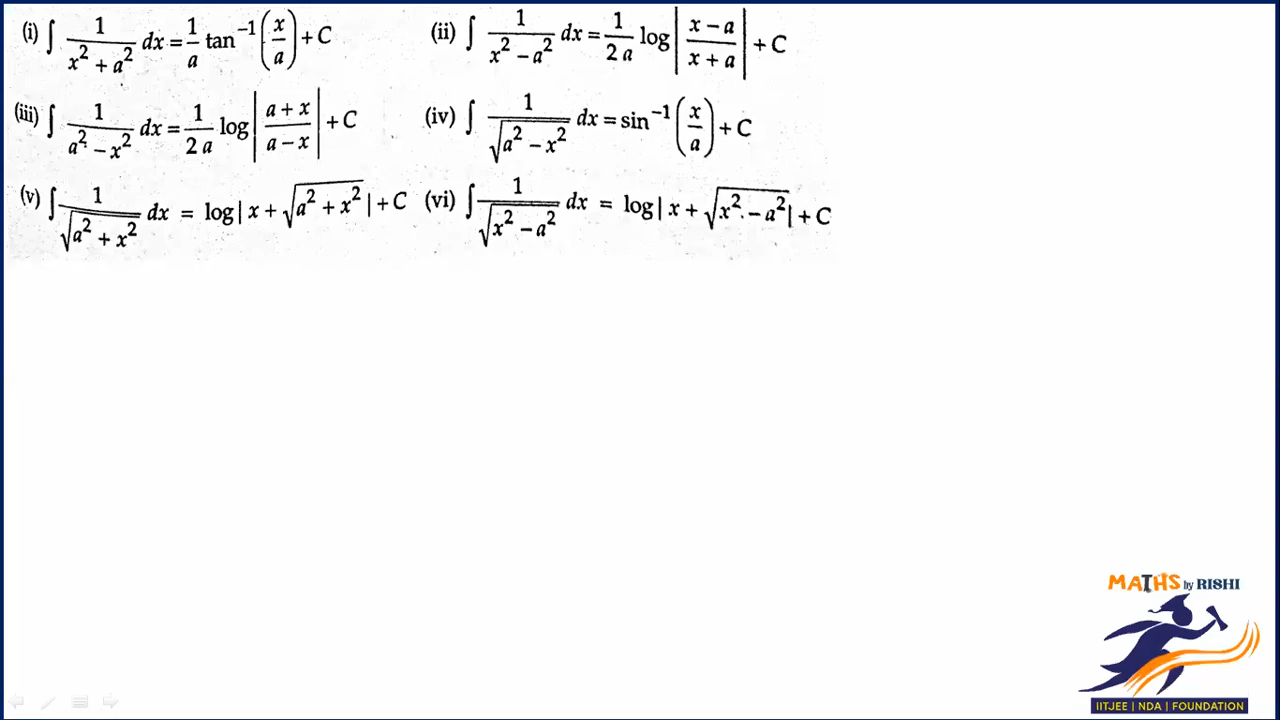 (i) ∫ 1/(x² + a²) dx = 1/a tan⁻¹(x/a) + C (ii) ∫ 1/(x² − a²) dx = 1/(2a) log |(x − a)/(x + a)| + C
(iii) ∫ 1/(a² − x²) dx = 1/(2a) log |(a + x)/(a − x)| + C (iv) ∫ 1/√(a² − x²) dx = sin⁻¹(x/a) + C
(v) ∫ 1/√(a² + x²) dx = log | x + √(a² + x²) | + C (vi) ∫ 1/√(x² − a²) dx = log | x + √(x² − a²) | + C
MATHS by RISHI
IITJEE | NDA | FOUNDATION